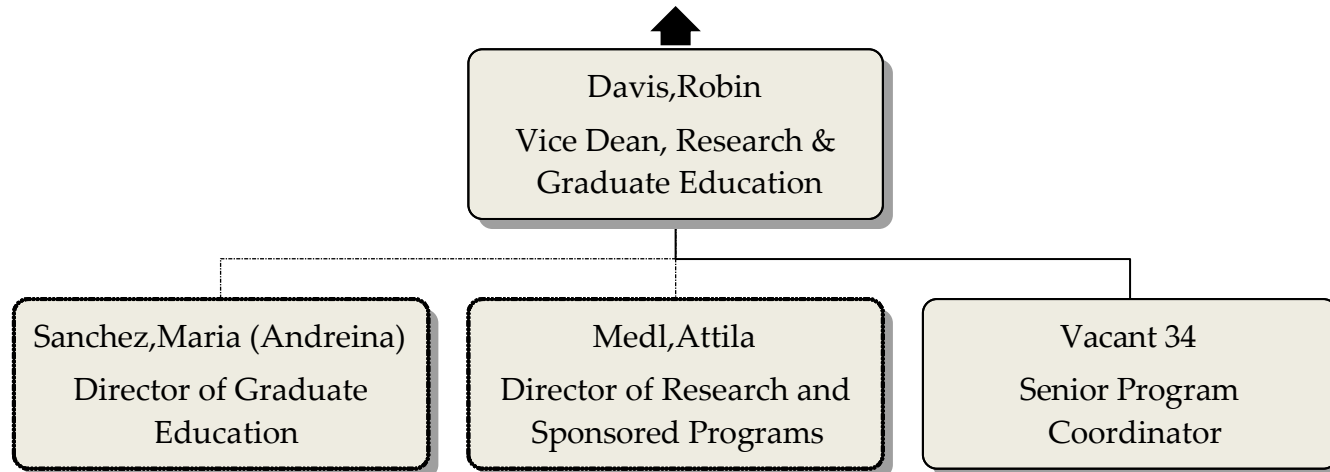 Davis,Robin
Vice Dean, Research &
Graduate Education
Sanchez,Maria (Andreina)
Director of Graduate
Education
Medl,Attila
Director of Research and
Sponsored Programs
Vacant 34
Senior Program
Coordinator